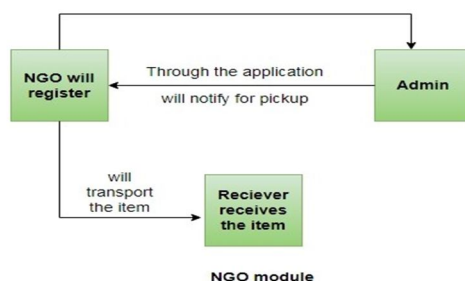 NGO will
register
Through the application
will notify for pickup
Admin
will
transport
the item
Reciever
receives
the item
NGO module